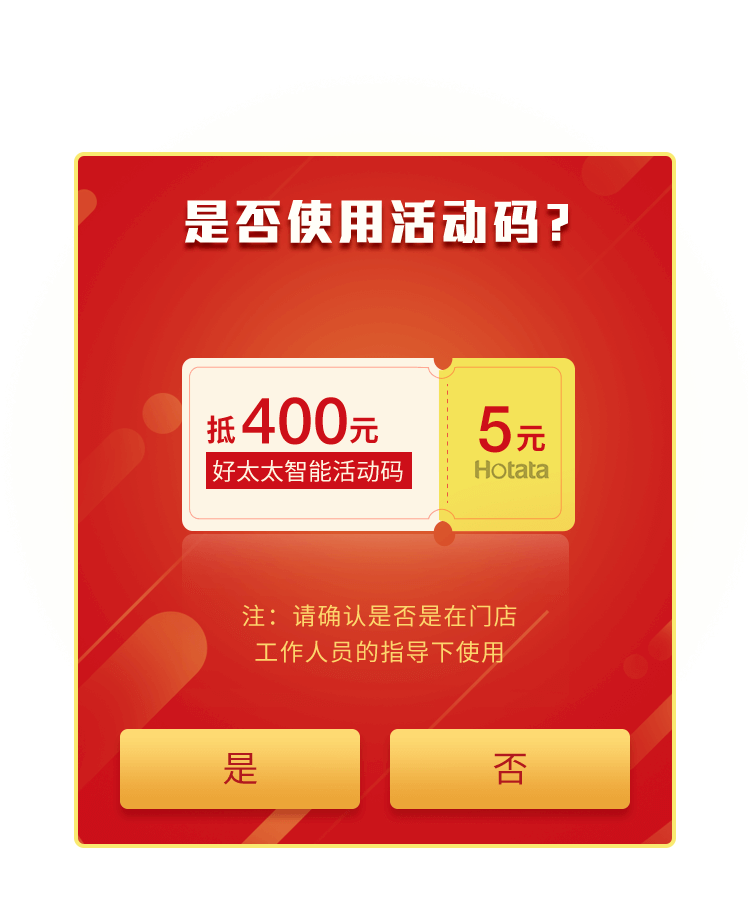 是否使用活动码?
抵400元
好太太智能活动码
5元
Hotata
注：请确认是否是在门店
工作人员的指导下使用
是
否